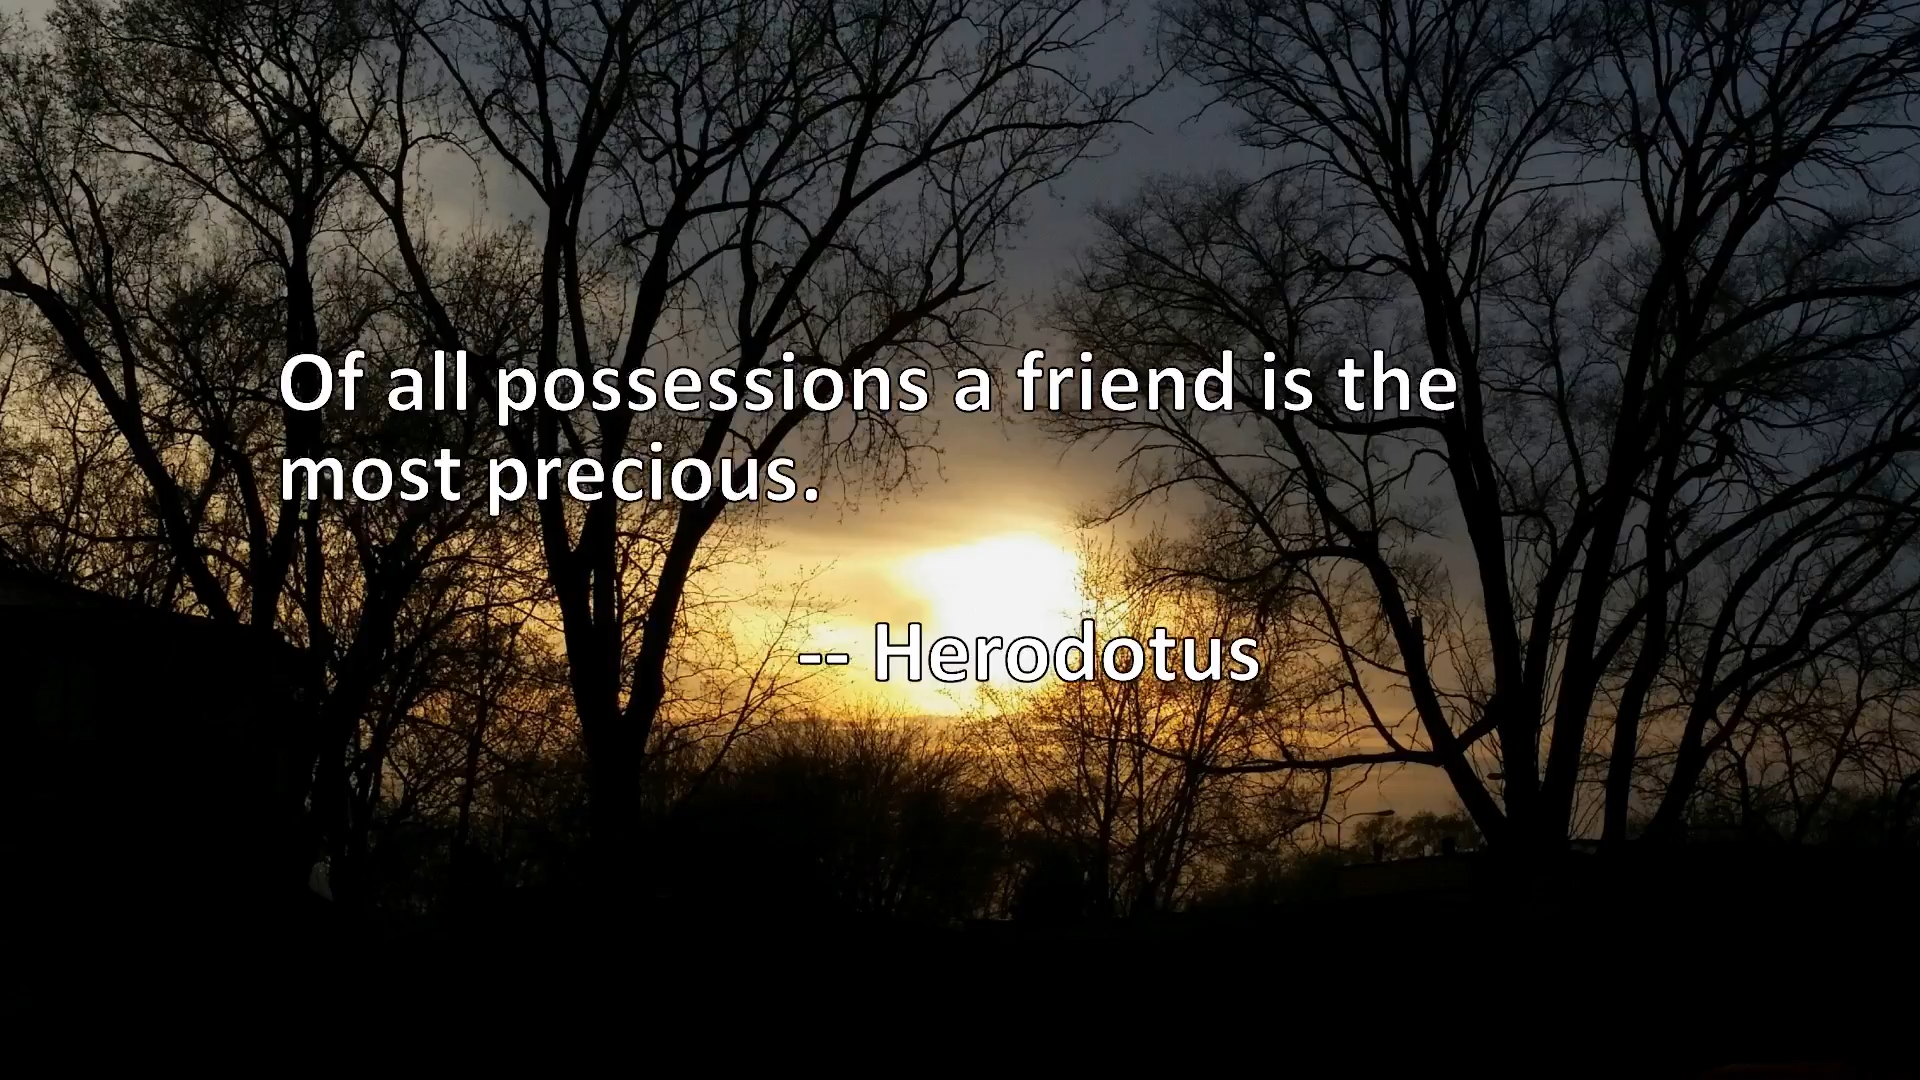 Of all possessions a friend is the
most precious.
-- Herodotus